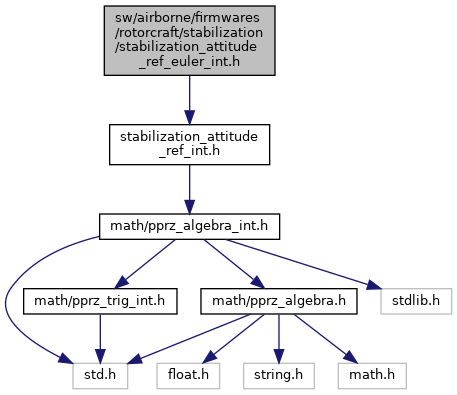 sw/airborne/firmwares
/rotorcraft/stabilization
/stabilization_attitude
_ref_euler_int.h
stabilization_attitude
_ref_int.h
math/pprz_algebra_int.h
math/pprz_trig_int.h
math/pprz_algebra.h
stdlib.h
std.h
float.h
string.h
math.h